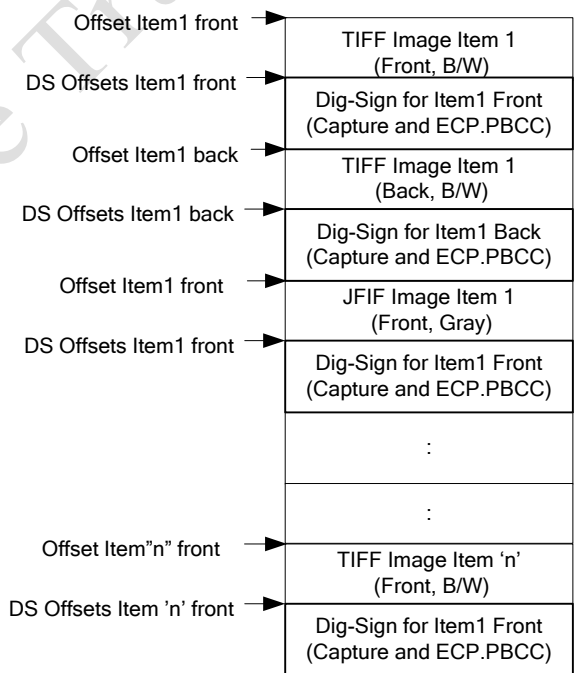 Offset Item1 front
TIFF Image Item 1
(Front, B/W)
DS Offsets Item1 front
Dig-Sign for Item1 Front
(Capture and ECP.PBCC)
Offset Item1 back
TIFF Image Item 1
(Back, B/W)
DS Offsets Item1 back
Dig-Sign for Item1 Back
(Capture and ECP.PBCC)
Offset Item1 front
JFIF Image Item 1
(Front, Gray)
DS Offsets Item1 front
Dig-Sign for Item1 Front
(Capture and ECP.PBCC)
:
:
Offset Item"n" front
TIFF Image Item ‘n’
(Front, B/W)
DS Offsets Item 'n' front
Dig-Sign for Item1 Front
(Capture and ECP.PBCC)